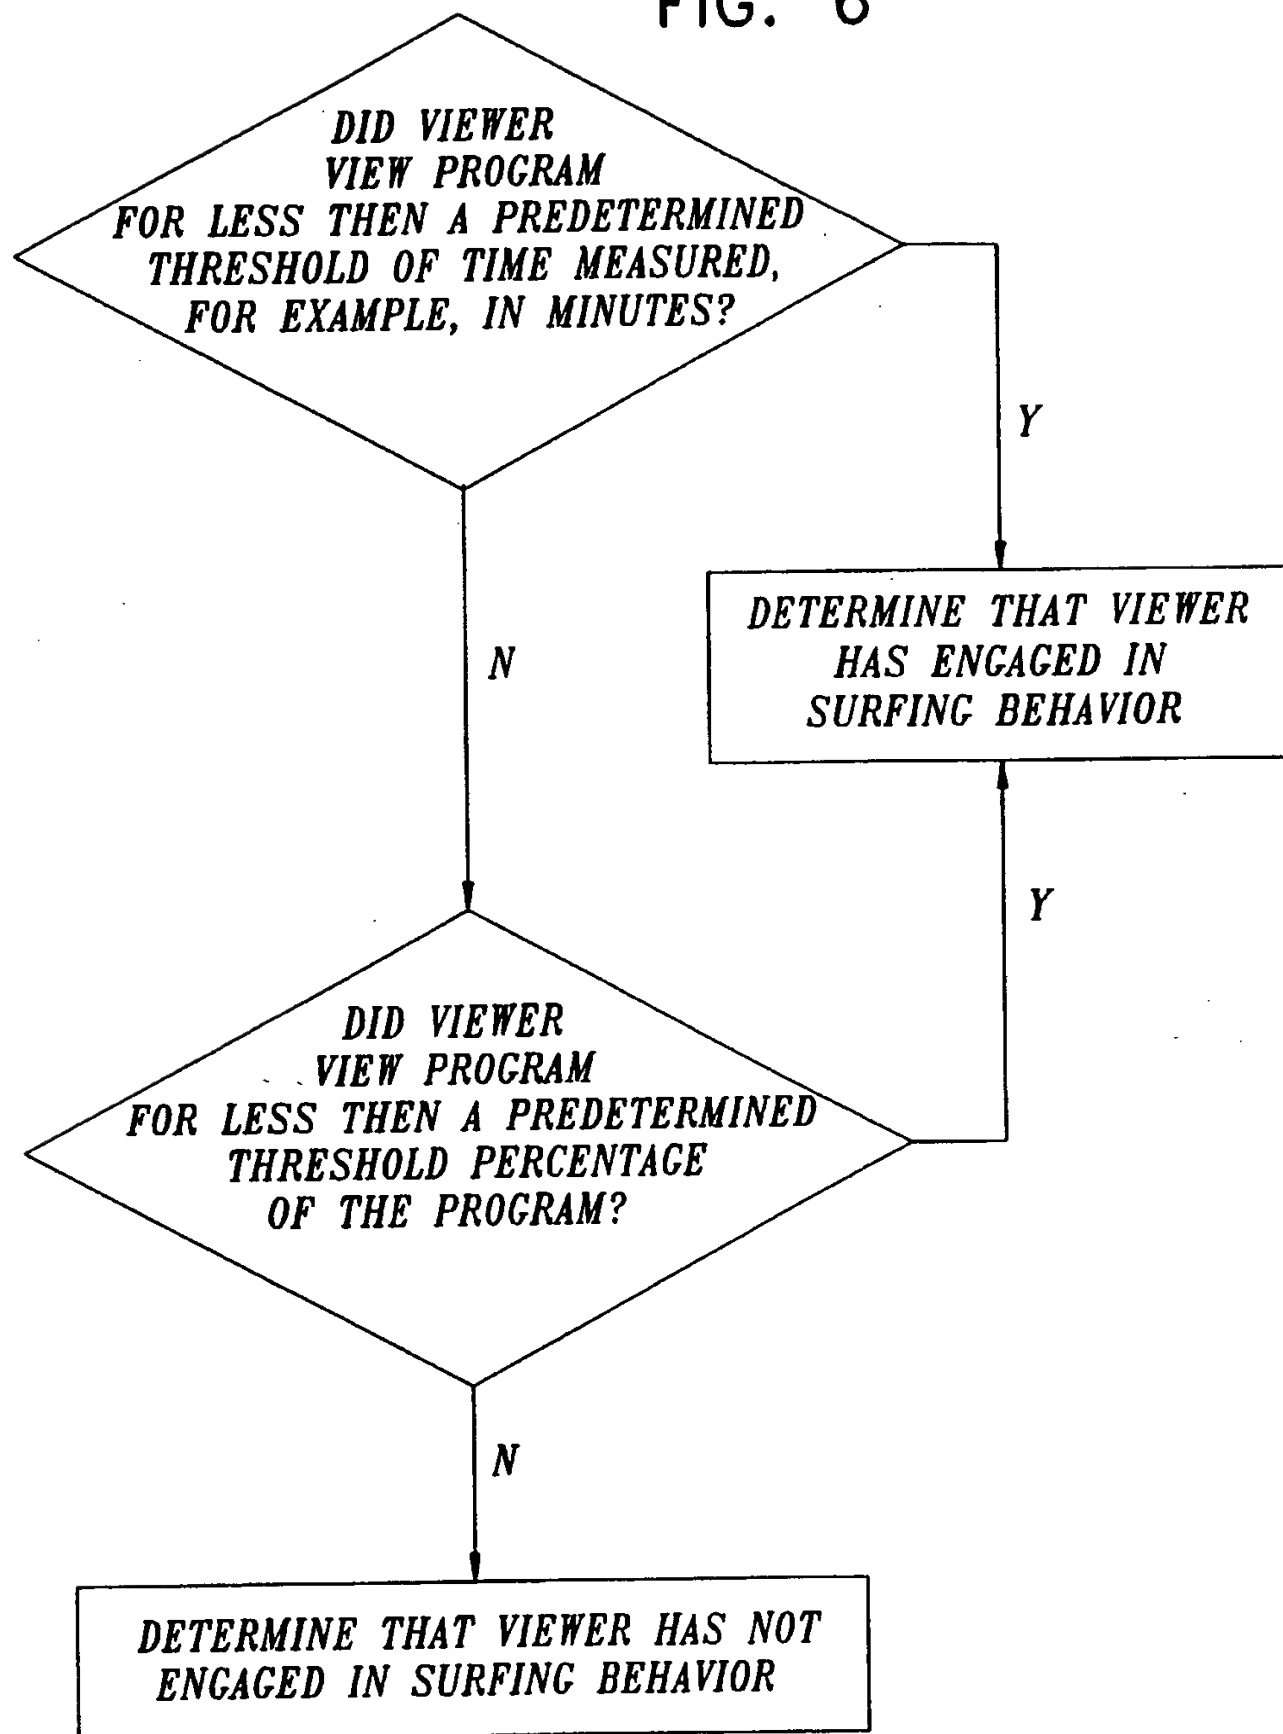 FIG. 6
DID VIEWER
VIEW PROGRAM
FOR LESS THEN A PREDETERMINED
THRESHOLD OF TIME MEASURED,
FOR EXAMPLE, IN MINUTES?
Y
N
DETERMINE THAT VIEWER
HAS ENGAGED IN
SURFING BEHAVIOR
Y
DID VIEWER
VIEW PROGRAM
FOR LESS THEN A PREDETERMINED
THRESHOLD PERCENTAGE
OF THE PROGRAM?
N
DETERMINE THAT VIEWER HAS NOT
ENGAGED IN SURFING BEHAVIOR